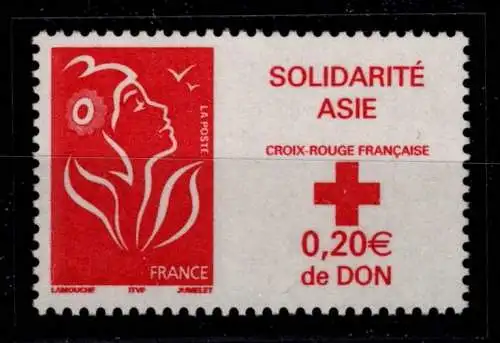 LA POSTE
FRANCE
LAMOUCHE ITVF JUMELET
SOLIDARITÉ
ASIE
CROIX-ROUGE FRANÇAISE
0,20€
de DON